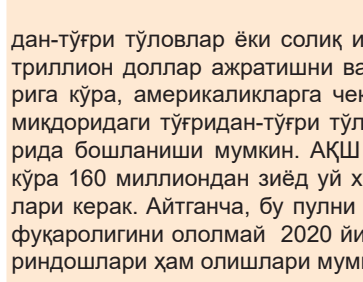 дан-тўғри тўловлар ёки солиқ и
триллион доллар ажратишни ва
рига кўра, америкаликларга чек
миқдоридаги тўғридан-тўғри тўл
рида бошланиши мумкин. АҚШ
кўра 160 миллиондан зиёд уй х
лари керак. Айтганча, бу пулни
фуқаролигини ололмай 2020 йи
риндошлари ҳам олишлари мум